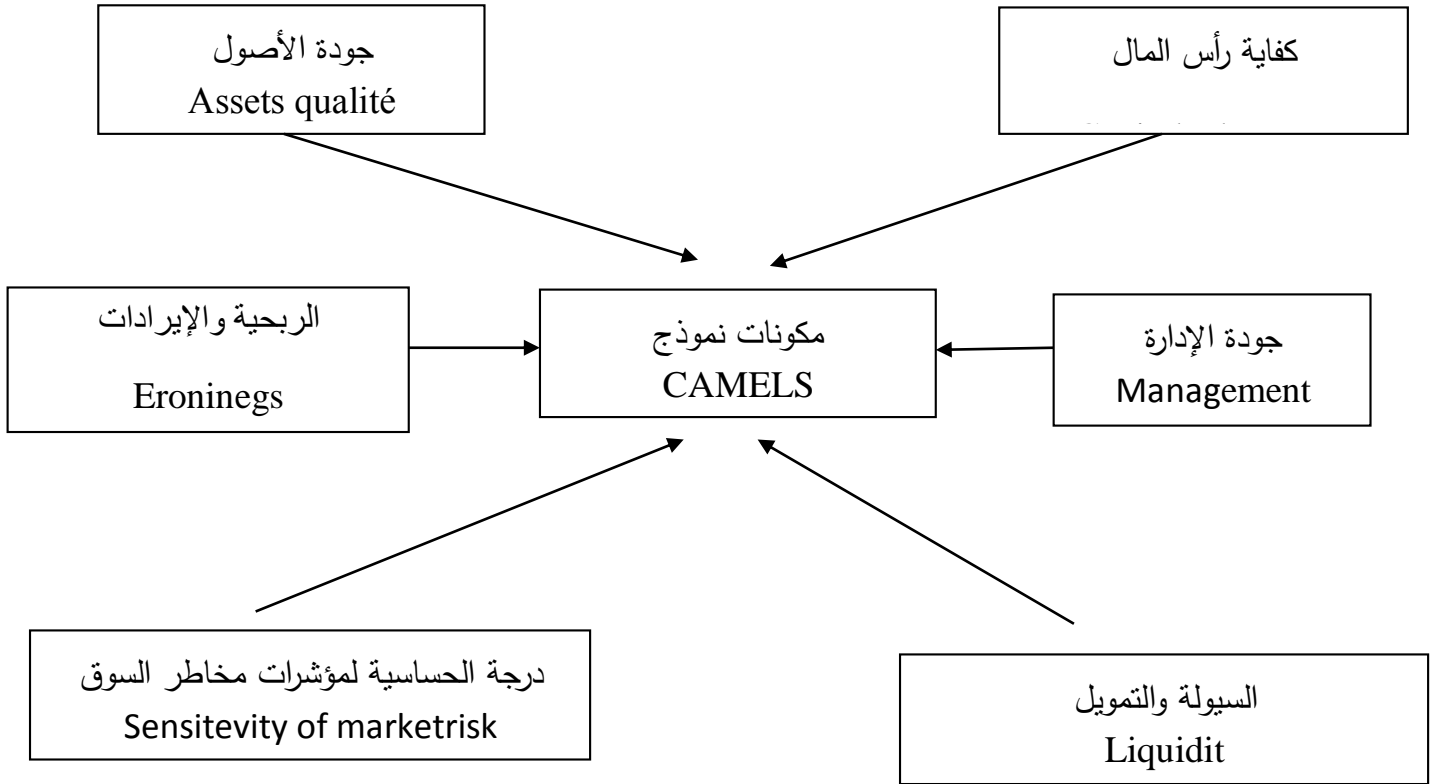 كفاية رأس المال
جودة الأصول
Assets qualité
جودة الإدارة
Management
مكونات نموذج
CAMELS
الربحية والإيرادات
Eroninegs
السيولة والتمويل
Liquidit
درجة الحساسية لمؤشرات مخاطر السوق
Sensitevity of marketrisk